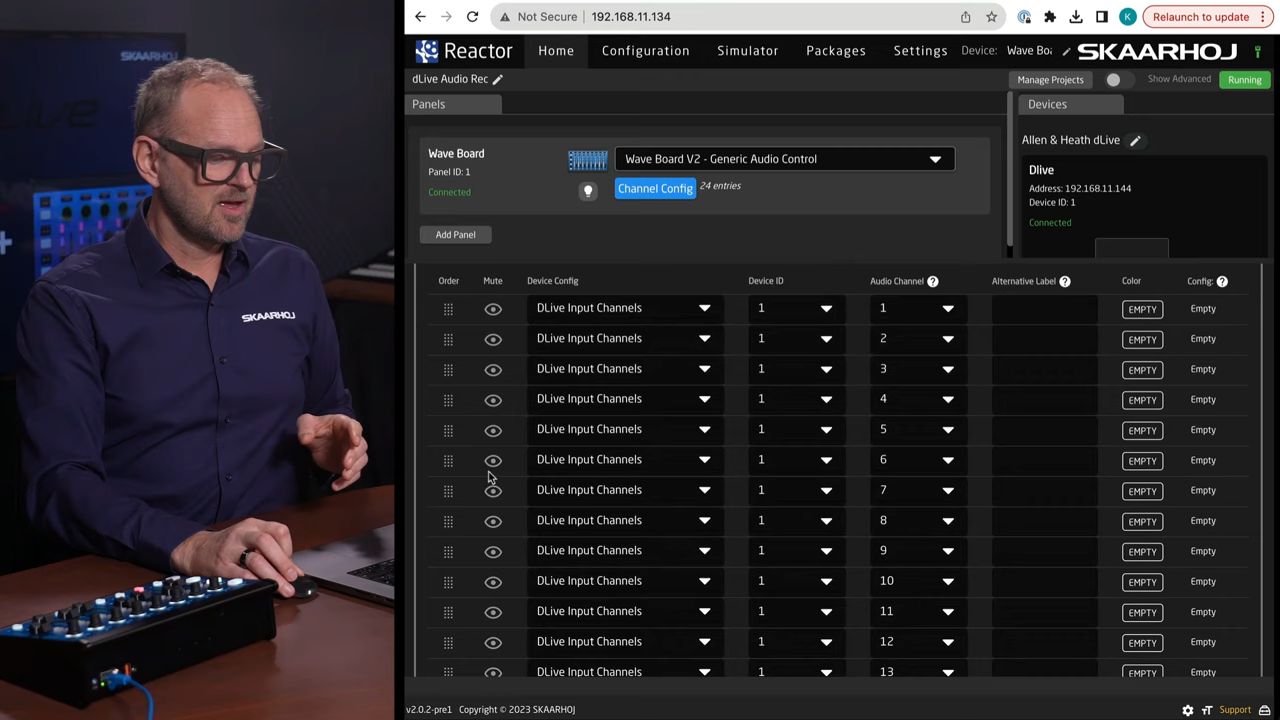 SKAARHOJ
LIVE
SKAARHOJ
Not Secure 192.168.11.134
K
Relaunch to update
Reactor
Home Configuration Simulator Packages Settings Device: Wave Boa SKAARHOJ
dLive Audio Rec
Manage Projects Show Advanced Running
Panels
Devices
Wave Board
Panel ID: 1
Connected
Wave Board V2 - Generic Audio Control
Channel Config 24 entries
Add Panel
Allen & Heath dLive
Dlive
Address: 192.168.11.144
Device ID: 1
Connected
Order Mute Device Config Device ID Audio Channel ? Alternative Label ? Color Config: ?
DLive Input Channels 1 1 EMPTY Empty
DLive Input Channels 1 2 EMPTY Empty
DLive Input Channels 1 3 EMPTY Empty
DLive Input Channels 1 4 EMPTY Empty
DLive Input Channels 1 5 EMPTY Empty
DLive Input Channels 1 6 EMPTY Empty
DLive Input Channels 1 7 EMPTY Empty
DLive Input Channels 1 8 EMPTY Empty
DLive Input Channels 1 9 EMPTY Empty
DLive Input Channels 1 10 EMPTY Empty
DLive Input Channels 1 11 EMPTY Empty
DLive Input Channels 1 12 EMPTY Empty
DLive Input Channels 1 13 EMPTY Empty
v2.0.2-pre1 Copyright © 2023 SKAARHOJ
Support